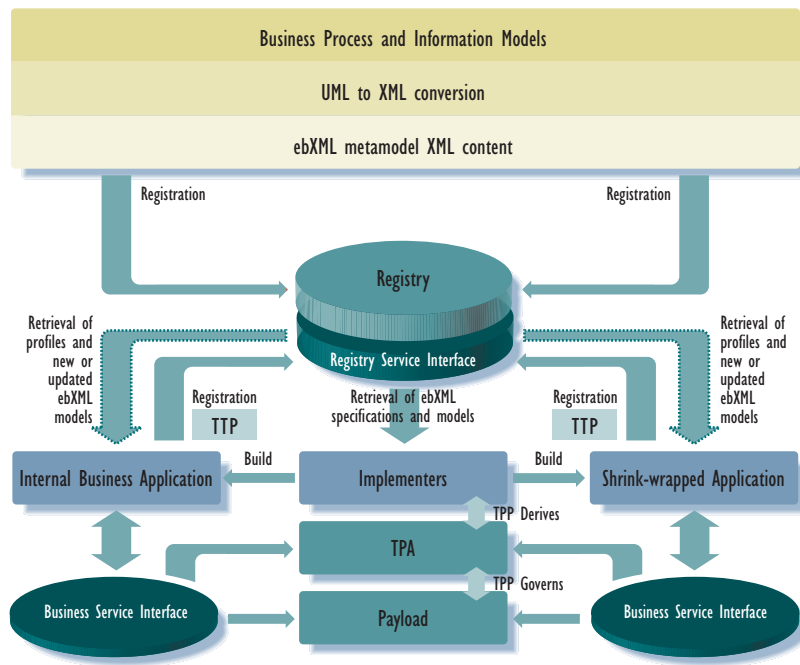 Business Process and Information Models
UML to XML conversion
ebXML metamodel XML content
Registration
Registration
Registry
Registry Service Interface
Retrieval of
profiles and
new or
updated
ebXML
models
Retrieval of
profiles and
new or
updated
ebXML
models
Registration
TTP
Retrieval of ebXML
specifications and models
Registration
TTP
Internal Business Application
Build
Implementers
Build
Shrink-wrapped Application
TPP Derives
TPA
TPP Governs
Business Service Interface
Payload
Business Service Interface